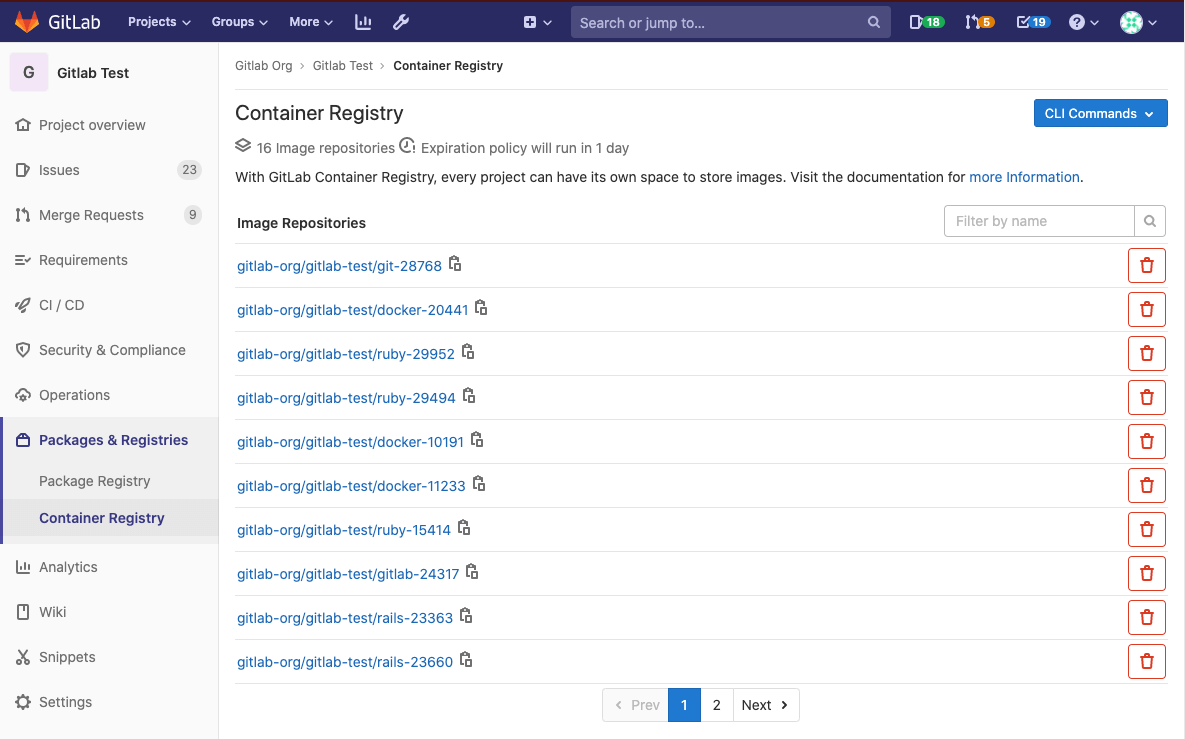 GitLab Projects Groups More Search or jump to... 18 5 19
G Gitlab Test
Project overview
Issues 23
Merge Requests 9
Requirements
CI / CD
Security & Compliance
Operations
Packages & Registries
Package Registry
Container Registry
Analytics
Wiki
Snippets
Settings
Gitlab Org › Gitlab Test › Container Registry
Container Registry CLI Commands
16 Image repositories Expiration policy will run in 1 day
With GitLab Container Registry, every project can have its own space to store images. Visit the documentation for more Information.
Image Repositories Filter by name
gitlab-org/gitlab-test/git-28768
gitlab-org/gitlab-test/docker-20441
gitlab-org/gitlab-test/ruby-29952
gitlab-org/gitlab-test/ruby-29494
gitlab-org/gitlab-test/docker-10191
gitlab-org/gitlab-test/docker-11233
gitlab-org/gitlab-test/ruby-15414
gitlab-org/gitlab-test/gitlab-24317
gitlab-org/gitlab-test/rails-23363
gitlab-org/gitlab-test/rails-23660
‹ Prev 1 2 Next ›